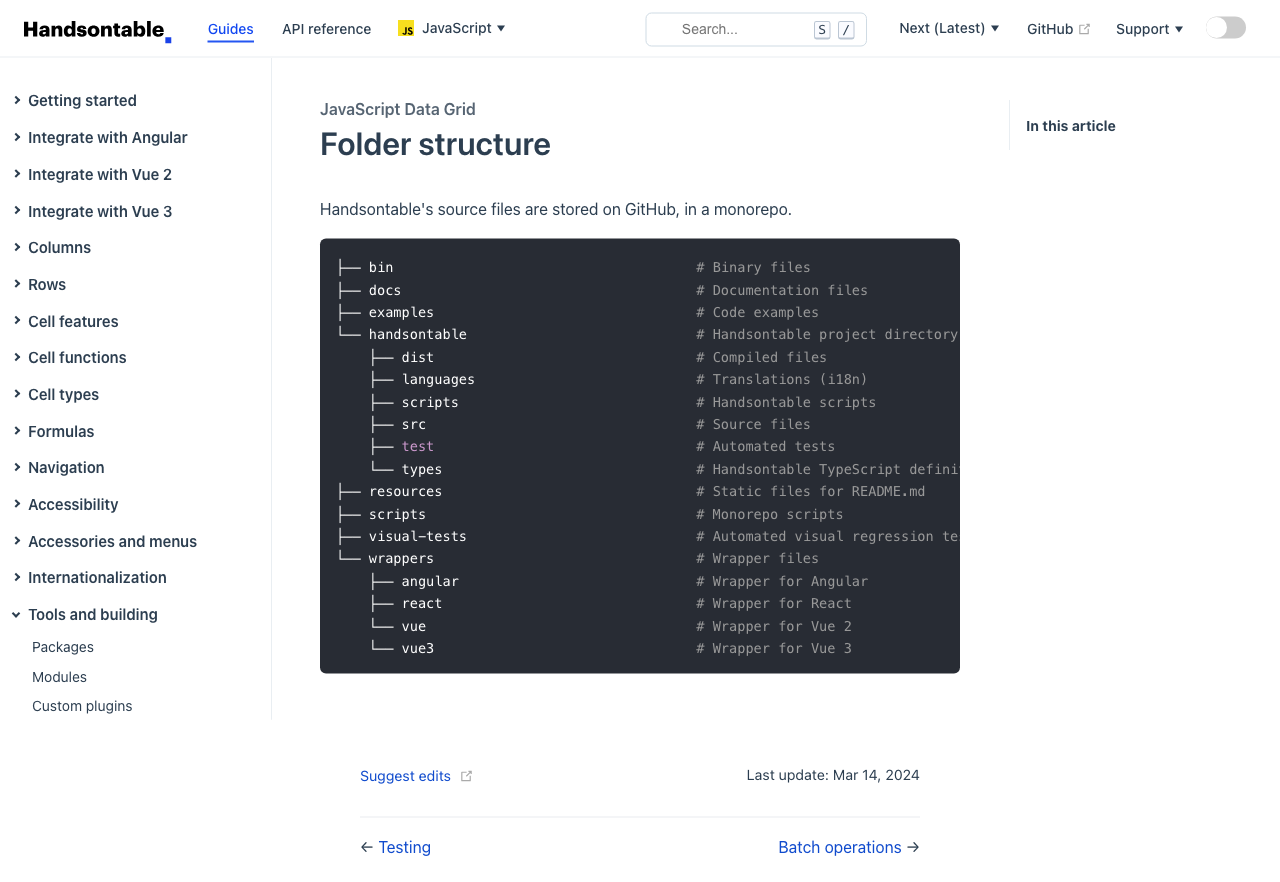 Handsontable
Guides
API reference
JS JavaScript ▼
Search...
S /
Next (Latest) ▼
GitHub
Support ▼
Getting started
Integrate with Angular
Integrate with Vue 2
Integrate with Vue 3
Columns
Rows
Cell features
Cell functions
Cell types
Formulas
Navigation
Accessibility
Accessories and menus
Internationalization
Tools and building
Packages
Modules
Custom plugins
JavaScript Data Grid
Folder structure
Handsontable's source files are stored on GitHub, in a monorepo.
├── bin # Binary files
├── docs # Documentation files
├── examples # Code examples
└── handsontable # Handsontable project directory
├── dist # Compiled files
├── languages # Translations (i18n)
├── scripts # Handsontable scripts
├── src # Source files
├── test # Automated tests
└── types # Handsontable TypeScript defini
├── resources # Static files for README.md
├── scripts # Monorepo scripts
├── visual-tests # Automated visual regression te
└── wrappers # Wrapper files
├── angular # Wrapper for Angular
├── react # Wrapper for React
└── vue # Wrapper for Vue 2
└── vue3 # Wrapper for Vue 3
In this article
Suggest edits
Last update: Mar 14, 2024
← Testing
Batch operations →